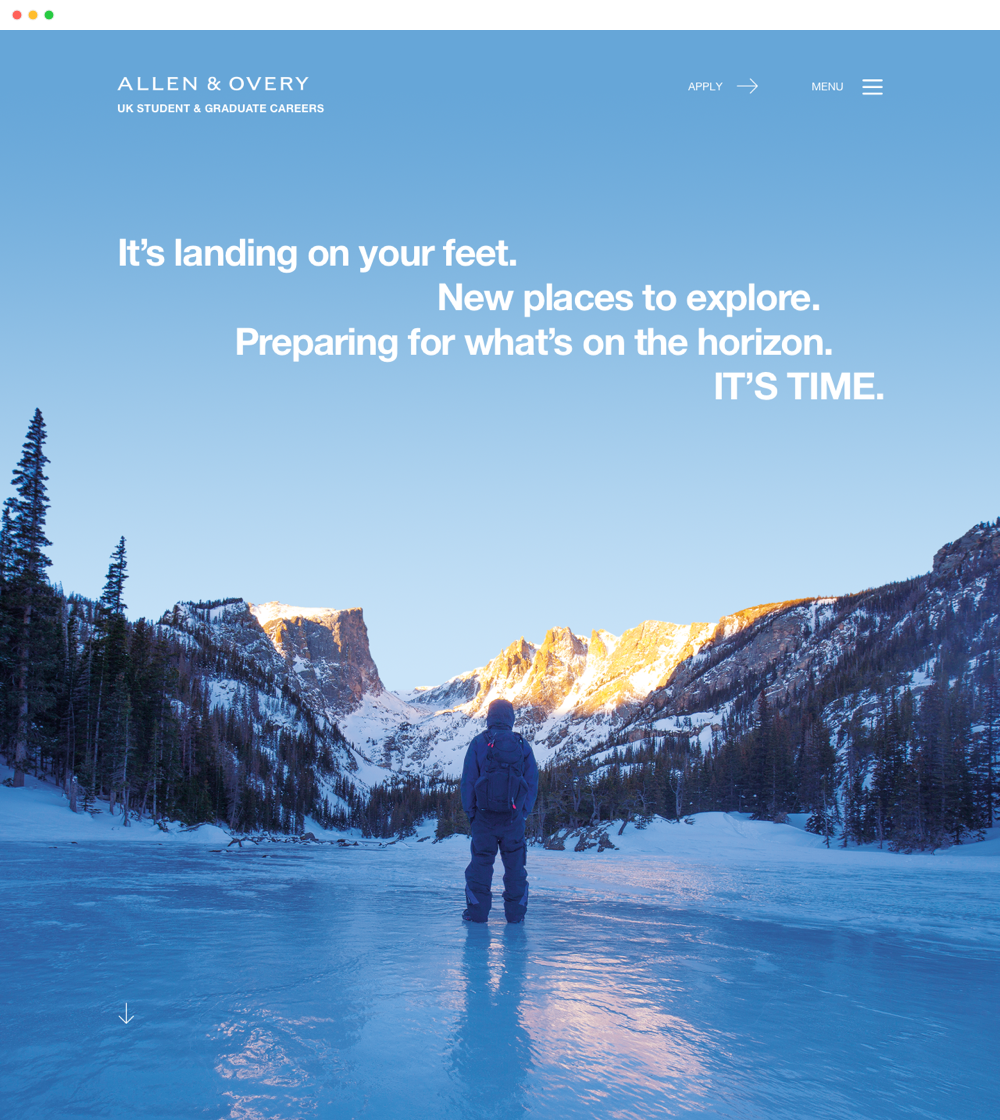 ALLEN & OVERY
UK STUDENT & GRADUATE CAREERS
APPLY
MENU
It’s landing on your feet.
New places to explore.
Preparing for what’s on the horizon.
IT’S TIME.